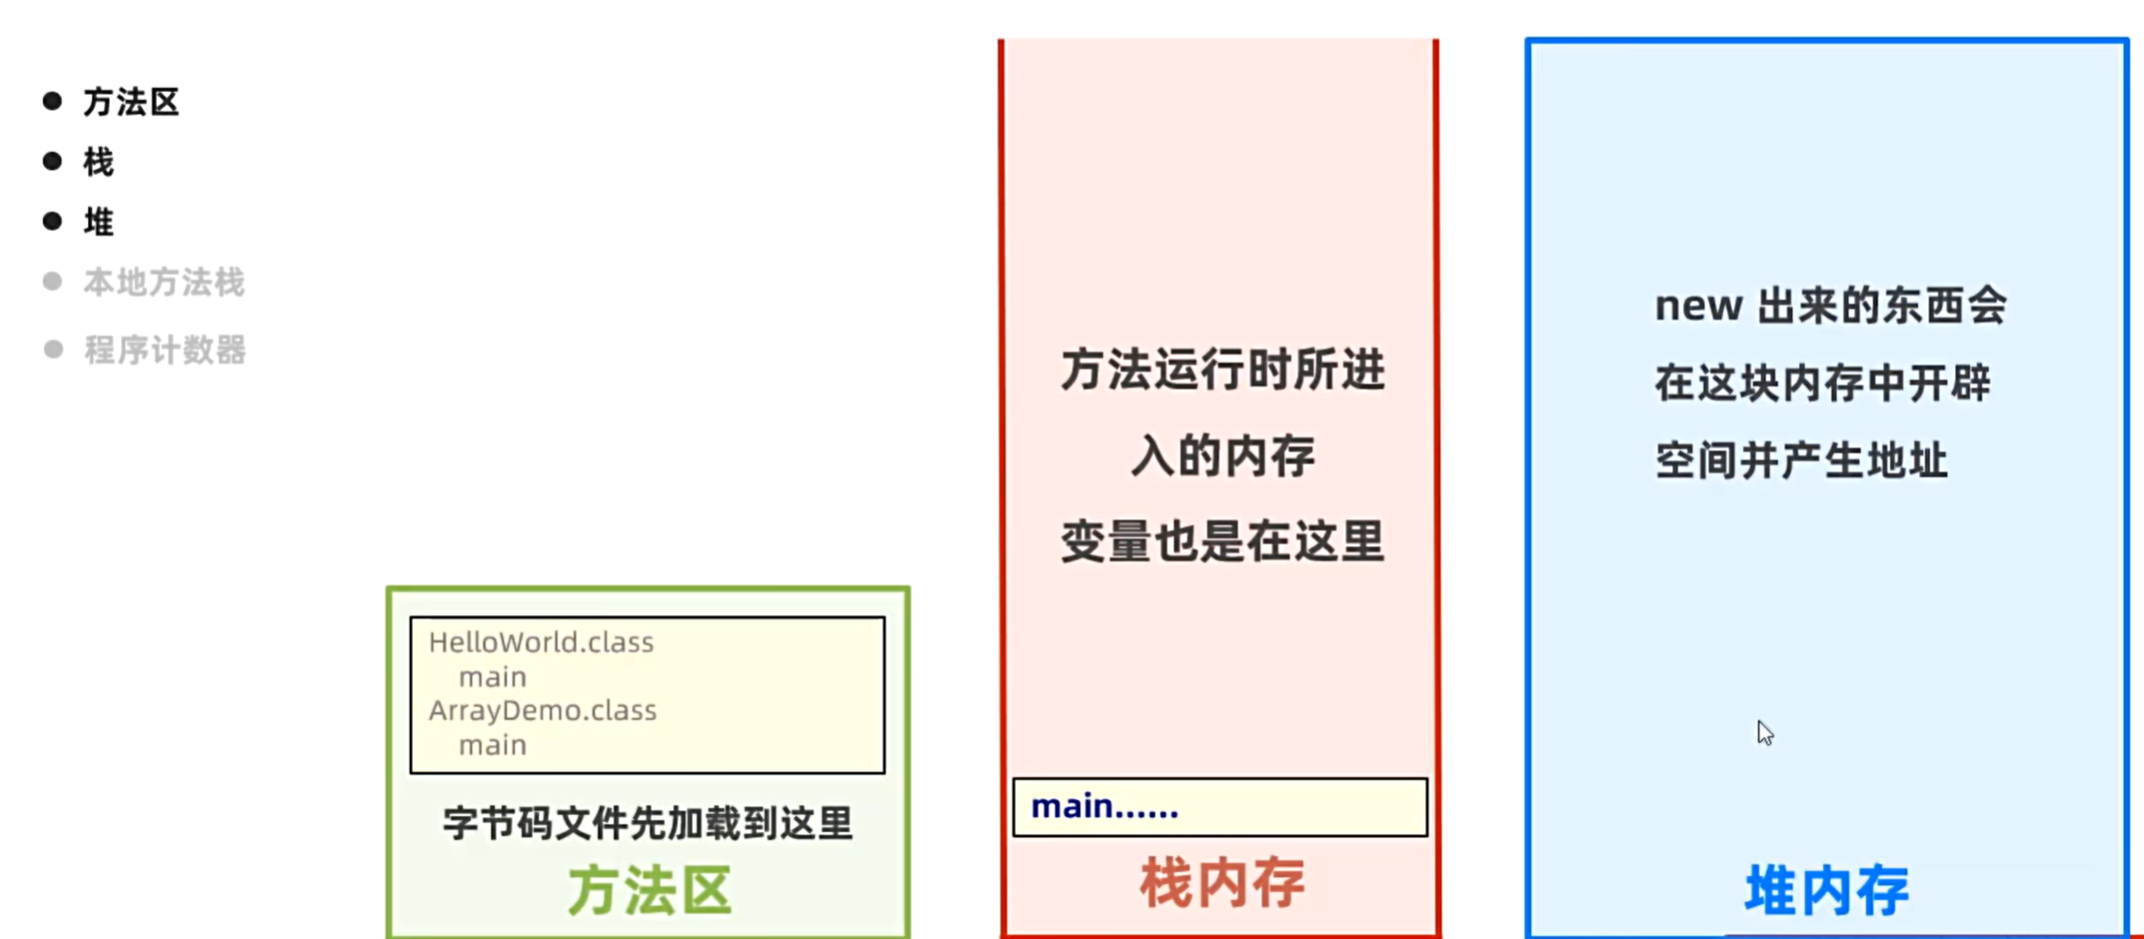 方法区
栈
堆
本地方法栈
程序计数器
HelloWorld.class
main
ArrayDemo.class
main
字节码文件先加载到这里
方法区
方法运行时所进
入的内存
变量也是在这里
main......
栈内存
new 出来的东西会
在这块内存中开辟
空间并产生地址
堆内存